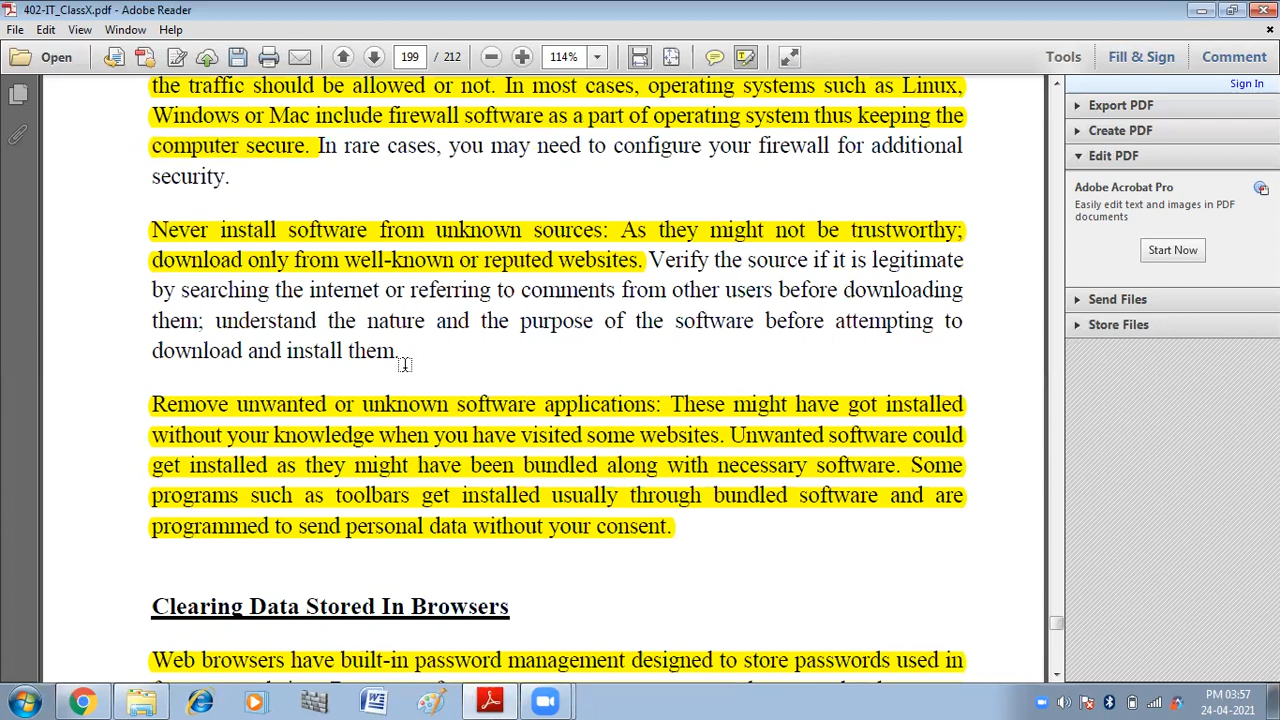 402-IT_ClassX.pdf - Adobe Reader
File Edit View Window Help
Open 199 / 212 114% Tools Fill & Sign Comment
Sign In
the traffic should be allowed or not. In most cases, operating systems such as Linux,
Windows or Mac include firewall software as a part of operating system thus keeping the
computer secure. In rare cases, you may need to configure your firewall for additional
security.
Never install software from unknown sources: As they might not be trustworthy;
download only from well-known or reputed websites. Verify the source if it is legitimate
by searching the internet or referring to comments from other users before downloading
them; understand the nature and the purpose of the software before attempting to
download and install them.
Remove unwanted or unknown software applications: These might have got installed
without your knowledge when you have visited some websites. Unwanted software could
get installed as they might have been bundled along with necessary software. Some
programs such as toolbars get installed usually through bundled software and are
programmed to send personal data without your consent.
Clearing Data Stored In Browsers
Web browsers have built-in password management designed to store passwords used in
Export PDF
Create PDF
Edit PDF
Adobe Acrobat Pro
Easily edit text and images in PDF
documents
Start Now
Send Files
Store Files
PM 03:57
24-04-2021